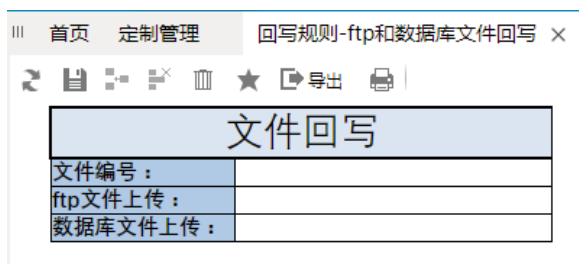 首页 定制管理 回写规则-ftp和数据库文件回写
导出
文件回写
文件编号：
ftp文件上传：
数据库文件上传：